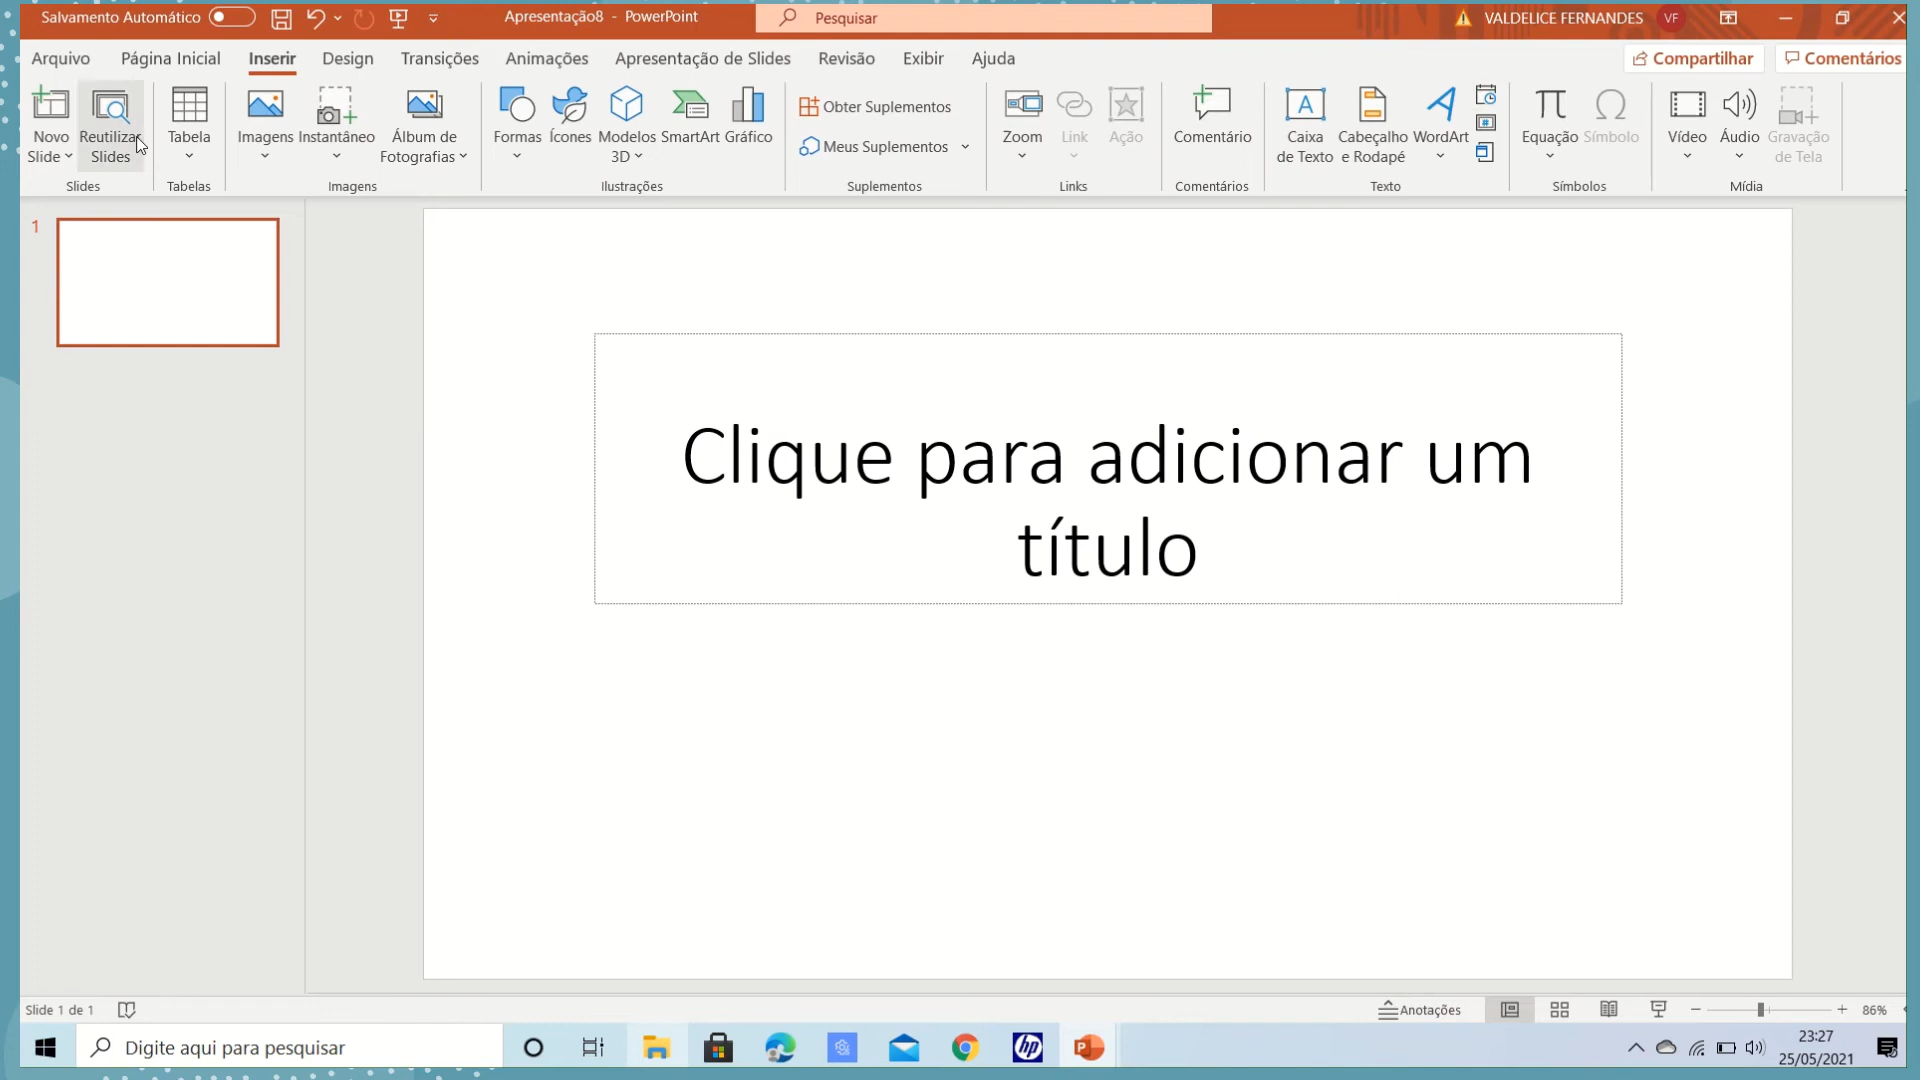 Salvamento Automático
Apresentação8 - PowerPoint
Pesquisar
VALDELICE FERNANDES
VF
Arquivo
Página Inicial
Inserir
Design
Transições
Animações
Apresentação de Slides
Revisão
Exibir
Ajuda
Compartilhar
Comentários
Novo
Slide
Reutilizar
Slides
Tabela
Imagens
Instantâneo
Álbum de
Fotografias
Formas
Ícones
Modelos
3D
SmartArt
Gráfico
Obter Suplementos
Meus Suplementos
Zoom
Link
Ação
Comentário
Caixa
de Texto
Cabeçalho
e Rodapé
WordArt
Equação
Símbolo
Vídeo
Áudio
Gravação
de Tela
Slides
Tabelas
Imagens
Ilustrações
Suplementos
Links
Comentários
Texto
Símbolos
Mídia
1
Clique para adicionar um
título
Slide 1 de 1
Anotações
86%
Digite aqui para pesquisar
23:27
25/05/2021